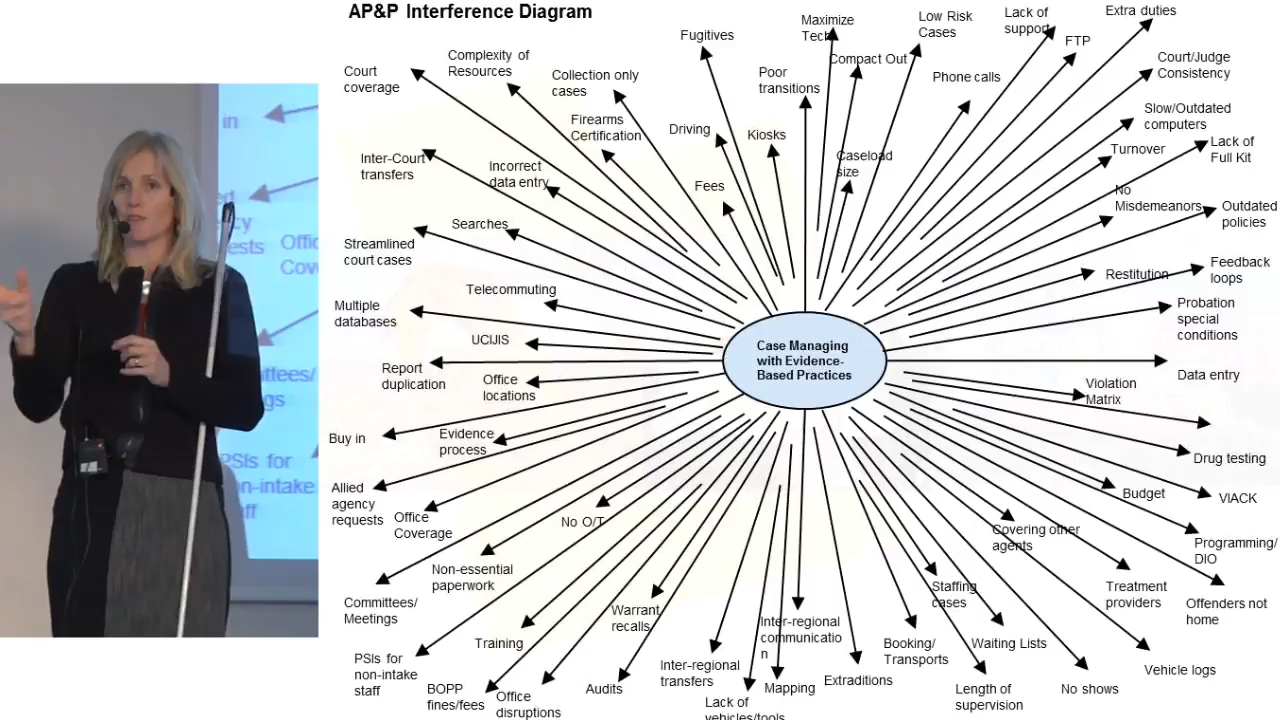 AP&P Interference Diagram
Maximize
Tech
Low Risk
Cases
Lack of
support
Extra duties
Fugitives
FTP
Complexity of
Resources
Compact Out
Court/Judge
Consistency
Court
coverage
Collection only
cases
Poor
transitions
Phone calls
Slow/Outdated
computers
Firearms
Certification
Driving
Kiosks
Turnover
Lack of
Full Kit
Inter-Court
transfers
Incorrect
data entry
Caseload
size
Fees
No
Misdemeanors
Outdated
policies
Searches
Streamlined
court cases
Restitution
Feedback
loops
Telecommuting
Multiple
databases
Probation
special
conditions
UCIJIS
Case Managing
with Evidence-
Based Practices
Report
duplication
Office
locations
Data entry
Violation
Matrix
Buy in
Evidence
process
Drug testing
Allied
agency
requests
Office
Coverage
No O/T
Budget
VIACK
Covering other
agents
Programming/
DIO
Non-essential
paperwork
Committees/
Meetings
Warrant
recalls
Inter-regional
communicatio
n
Staffing
cases
Treatment
providers
Offenders not
home
Training
Booking/
Transports
Waiting Lists
PSIs for
non-intake
staff
BOPP
fines/fees
Office
disruptions
Audits
Inter-regional
transfers
Lack of
vehicles/tools
Mapping
Extraditions
Length of
supervision
No shows
Vehicle logs
in
ests
Offic
Cov
ttees/
gs
PSIs for
n-intake
aff